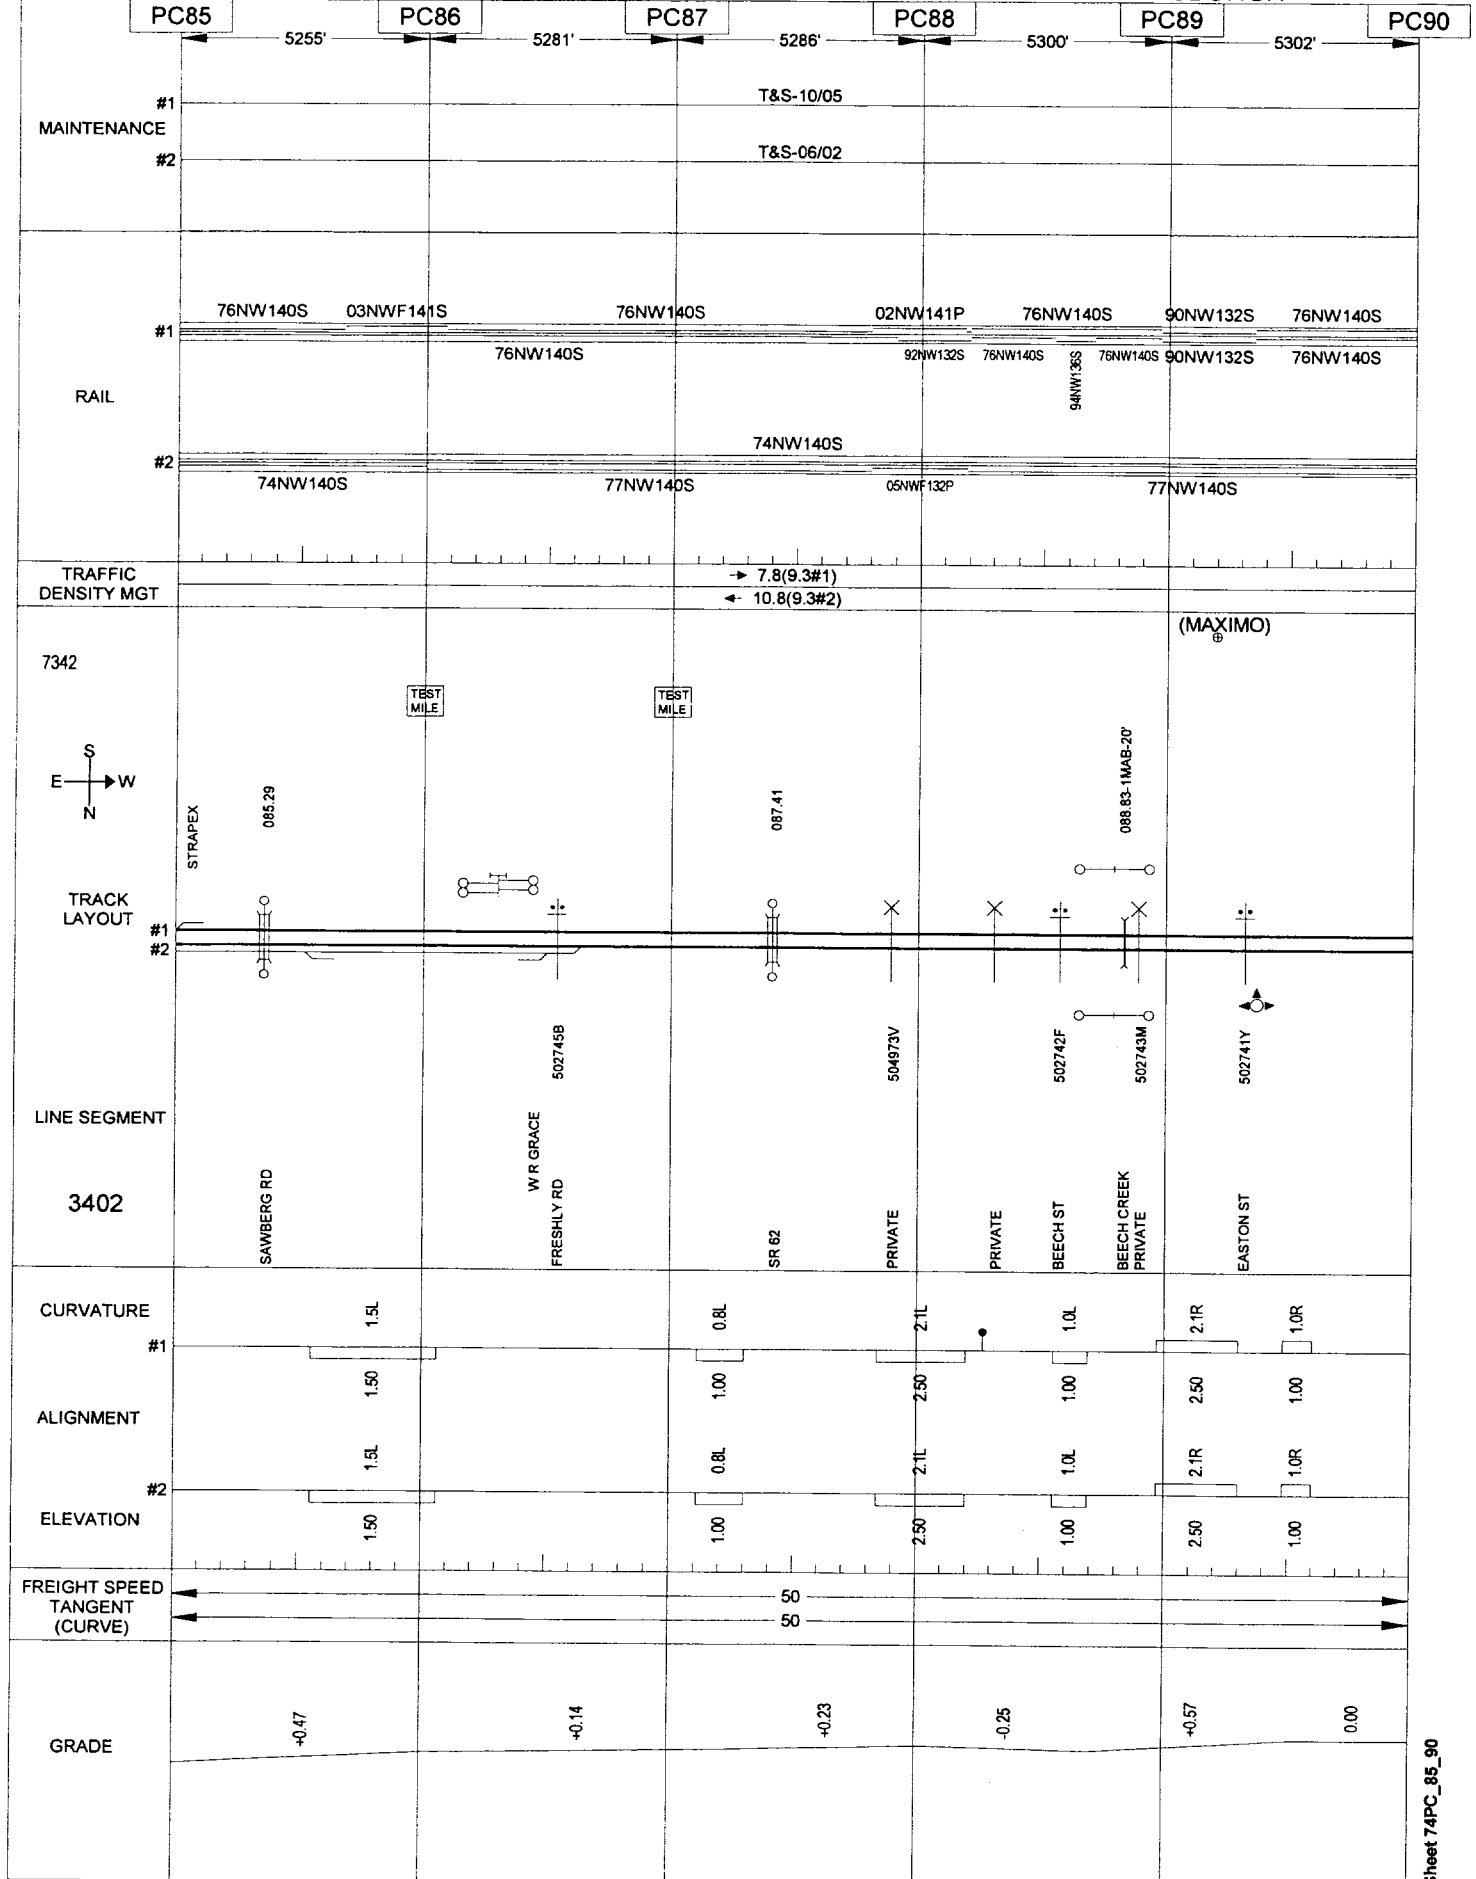 PC85 PC86 PC87 PC88 PC89 PC90
5255' 5281' 5286' 5300' 5302'
MAINTENANCE
#1 T&S-10/05
#2 T&S-06/02
RAIL
76NW140S 03NWF141S 76NW140S 02NW141P 76NW140S 90NW132S 76NW140S
#1
76NW140S 92NW132S 76NW140S 94NW136S 76NW140S 90NW132S 76NW140S
74NW140S
#2
74NW140S 77NW140S 05NWF132P 77NW140S
TRAFFIC
DENSITY MGT
→ 7.8(9.3#1)
← 10.8(9.3#2)
(MAXIMO)
7342
TEST
MILE
TEST
MILE
S
E W
N
STRAPEX
085.29
087.41
088.83-1MAB-20'
TRACK
LAYOUT
#1
#2
502745B
504973V
502742F
502743M
502741Y
LINE SEGMENT
3402
SAWBERG RD
W R GRACE
FRESHLY RD
SR 62
PRIVATE
PRIVATE
BEECH ST
BEECH CREEK
PRIVATE
EASTON ST
CURVATURE
1.5L 0.8L 2.1L 1.0L 2.1R 1.0R
#1
1.50 1.00 2.50 1.00 2.50 1.00
ALIGNMENT
1.5L 0.8L 2.1L 1.0L 2.1R 1.0R
#2
1.50 1.00 2.50 1.00 2.50 1.00
ELEVATION
FREIGHT SPEED
TANGENT
(CURVE)
50
50
GRADE
+0.47 +0.14 +0.23 -0.25 +0.57 0.00
Sheet 74PC_85_90